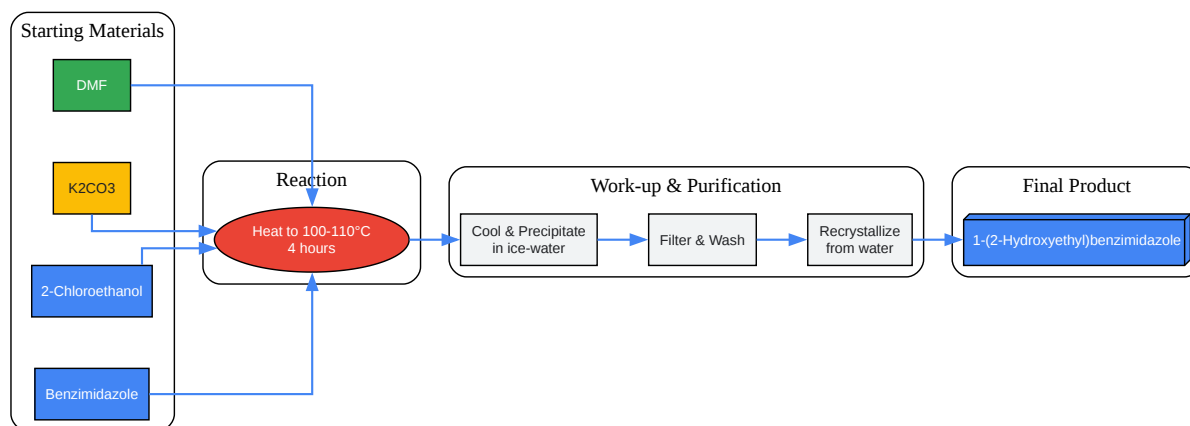 Starting Materials
DMF
K2CO3
2-Chloroethanol
Benzimidazole
Reaction
Heat to 100-110°C
4 hours
Work-up & Purification
Cool & Precipitate
in ice-water
Filter & Wash
Recrystallize
from water
Final Product
1-(2-Hydroxyethyl)benzimidazole